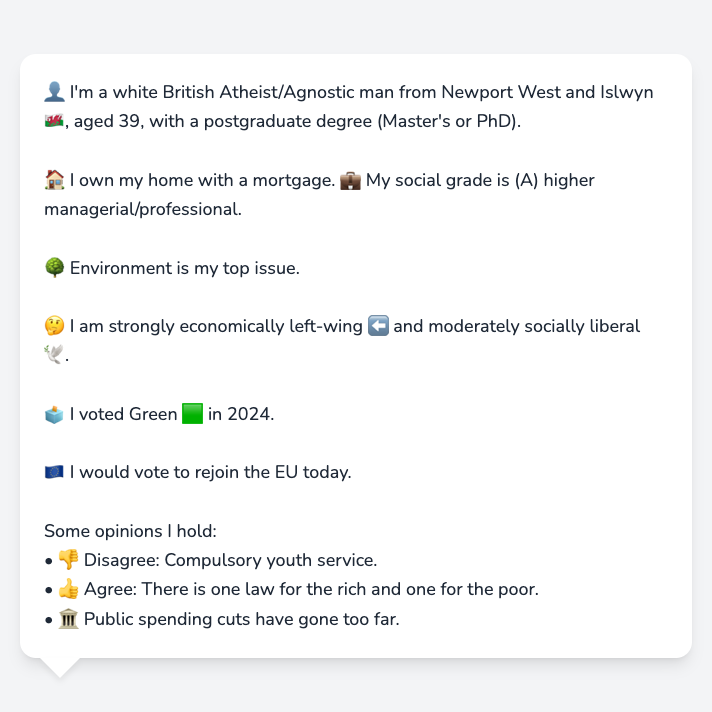 👤 I'm a white British Atheist/Agnostic man from Newport West and Islwyn
🏴󠁧󠁢󠁷󠁬󠁳󠁿, aged 39, with a postgraduate degree (Master's or PhD).
🏠 I own my home with a mortgage. 💼 My social grade is (A) higher
managerial/professional.
🌳 Environment is my top issue.
🤔 I am strongly economically left-wing ⬅️ and moderately socially liberal
🕊️.
🗳️ I voted Green 🟩 in 2024.
🇪🇺 I would vote to rejoin the EU today.
Some opinions I hold:
• 👎 Disagree: Compulsory youth service.
• 👍 Agree: There is one law for the rich and one for the poor.
• 🏛️ Public spending cuts have gone too far.